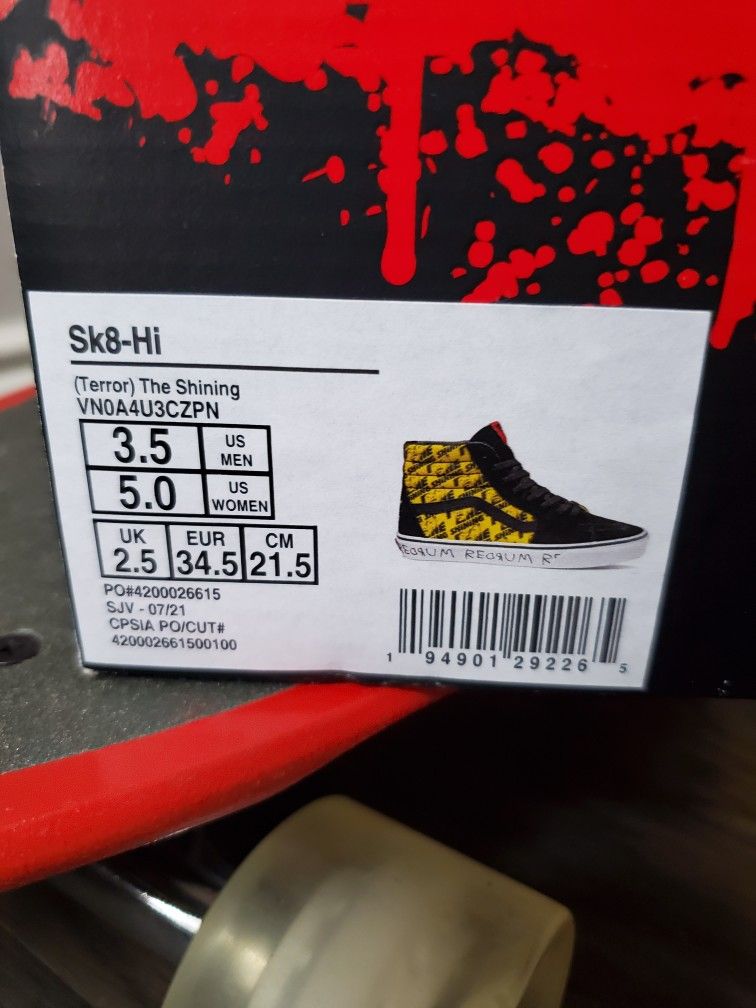 Sk8-Hi
(Terror) The Shining
VN0A4U3CZPN
3.5 US MEN
5.0 US WOMEN
UK EUR CM
2.5 34.5 21.5
PO#4200026615
SJV - 07/21
CPSIA PO/CUT#
420002661500100
REDRUM REDRUM R
1 94901 29226 5